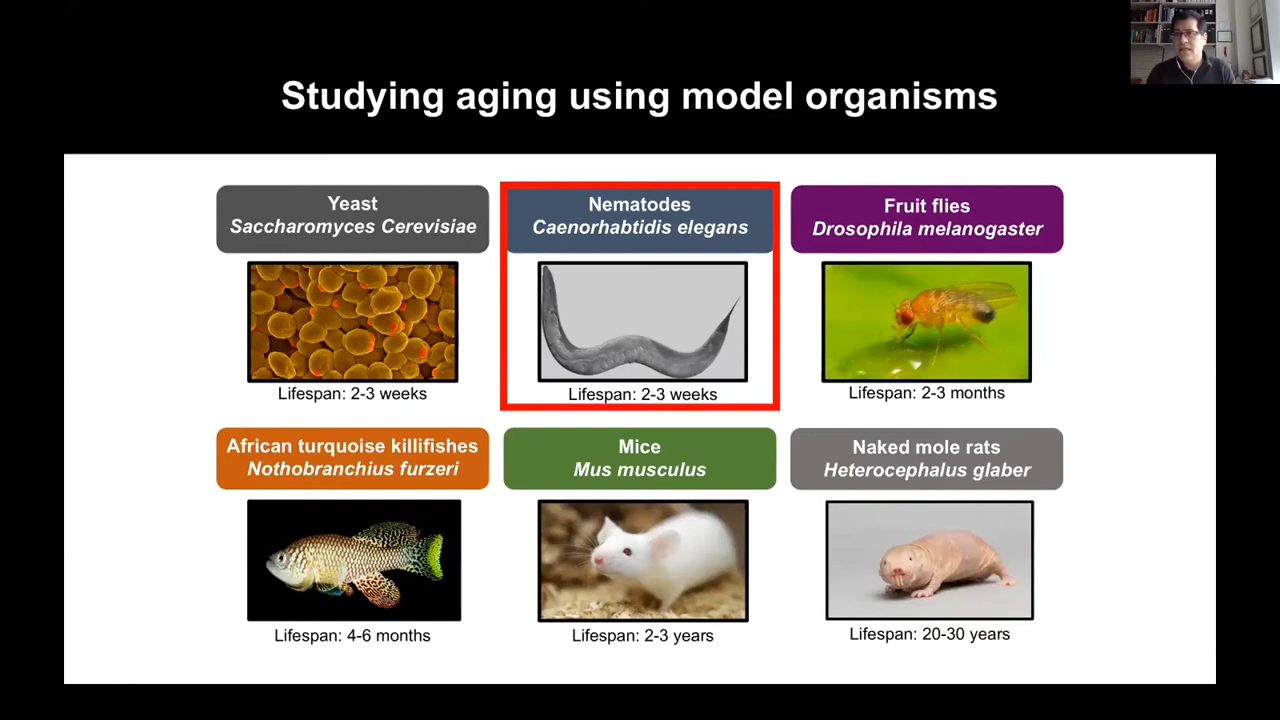 Studying aging using model organisms
Yeast
Saccharomyces Cerevisiae
Lifespan: 2-3 weeks
Nematodes
Caenorhabtidis elegans
Lifespan: 2-3 weeks
Fruit flies
Drosophila melanogaster
Lifespan: 2-3 months
African turquoise killifishes
Nothobranchius furzeri
Lifespan: 4-6 months
Mice
Mus musculus
Lifespan: 2-3 years
Naked mole rats
Heterocephalus glaber
Lifespan: 20-30 years